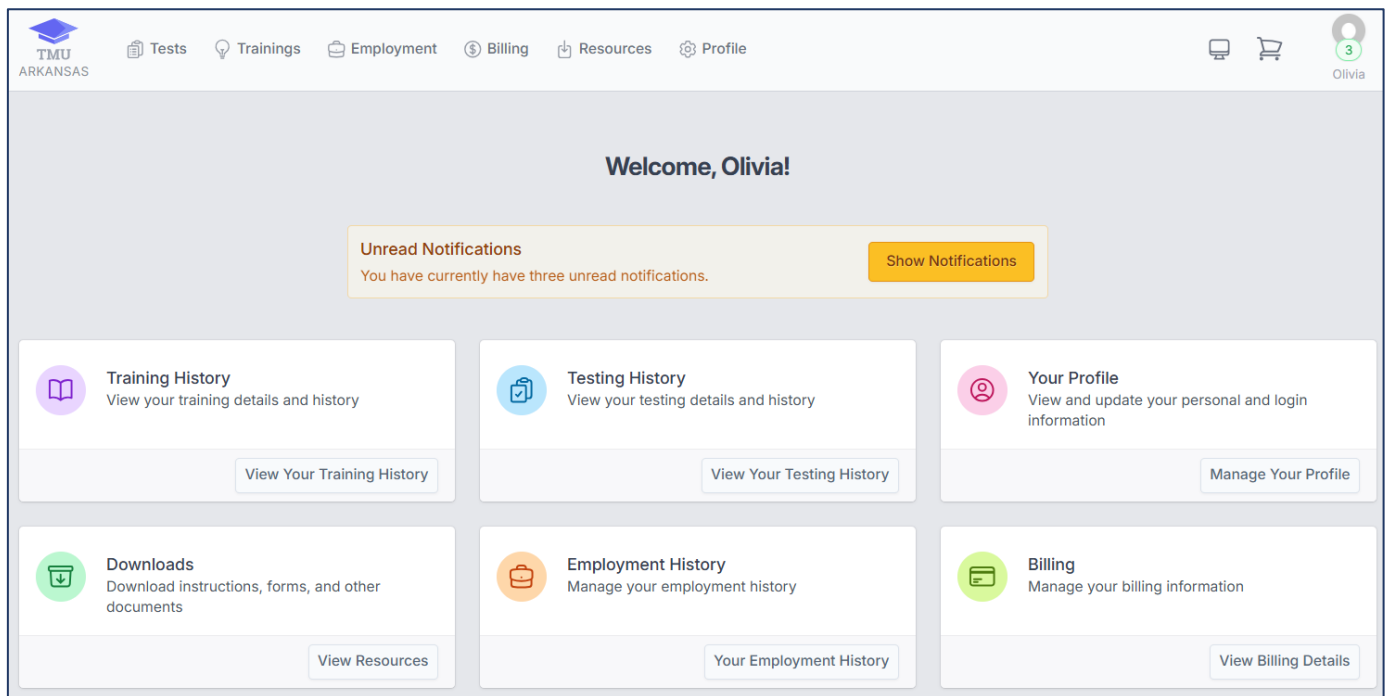 TMU
ARKANSAS
Tests
Trainings
Employment
Billing
Resources
Profile
3
Olivia
Welcome, Olivia!
Unread Notifications
You have currently have three unread notifications.
Show Notifications
Training History
View your training details and history
View Your Training History
Testing History
View your testing details and history
View Your Testing History
Your Profile
View and update your personal and login
information
Manage Your Profile
Downloads
Download instructions, forms, and other
documents
View Resources
Employment History
Manage your employment history
Your Employment History
Billing
Manage your billing information
View Billing Details